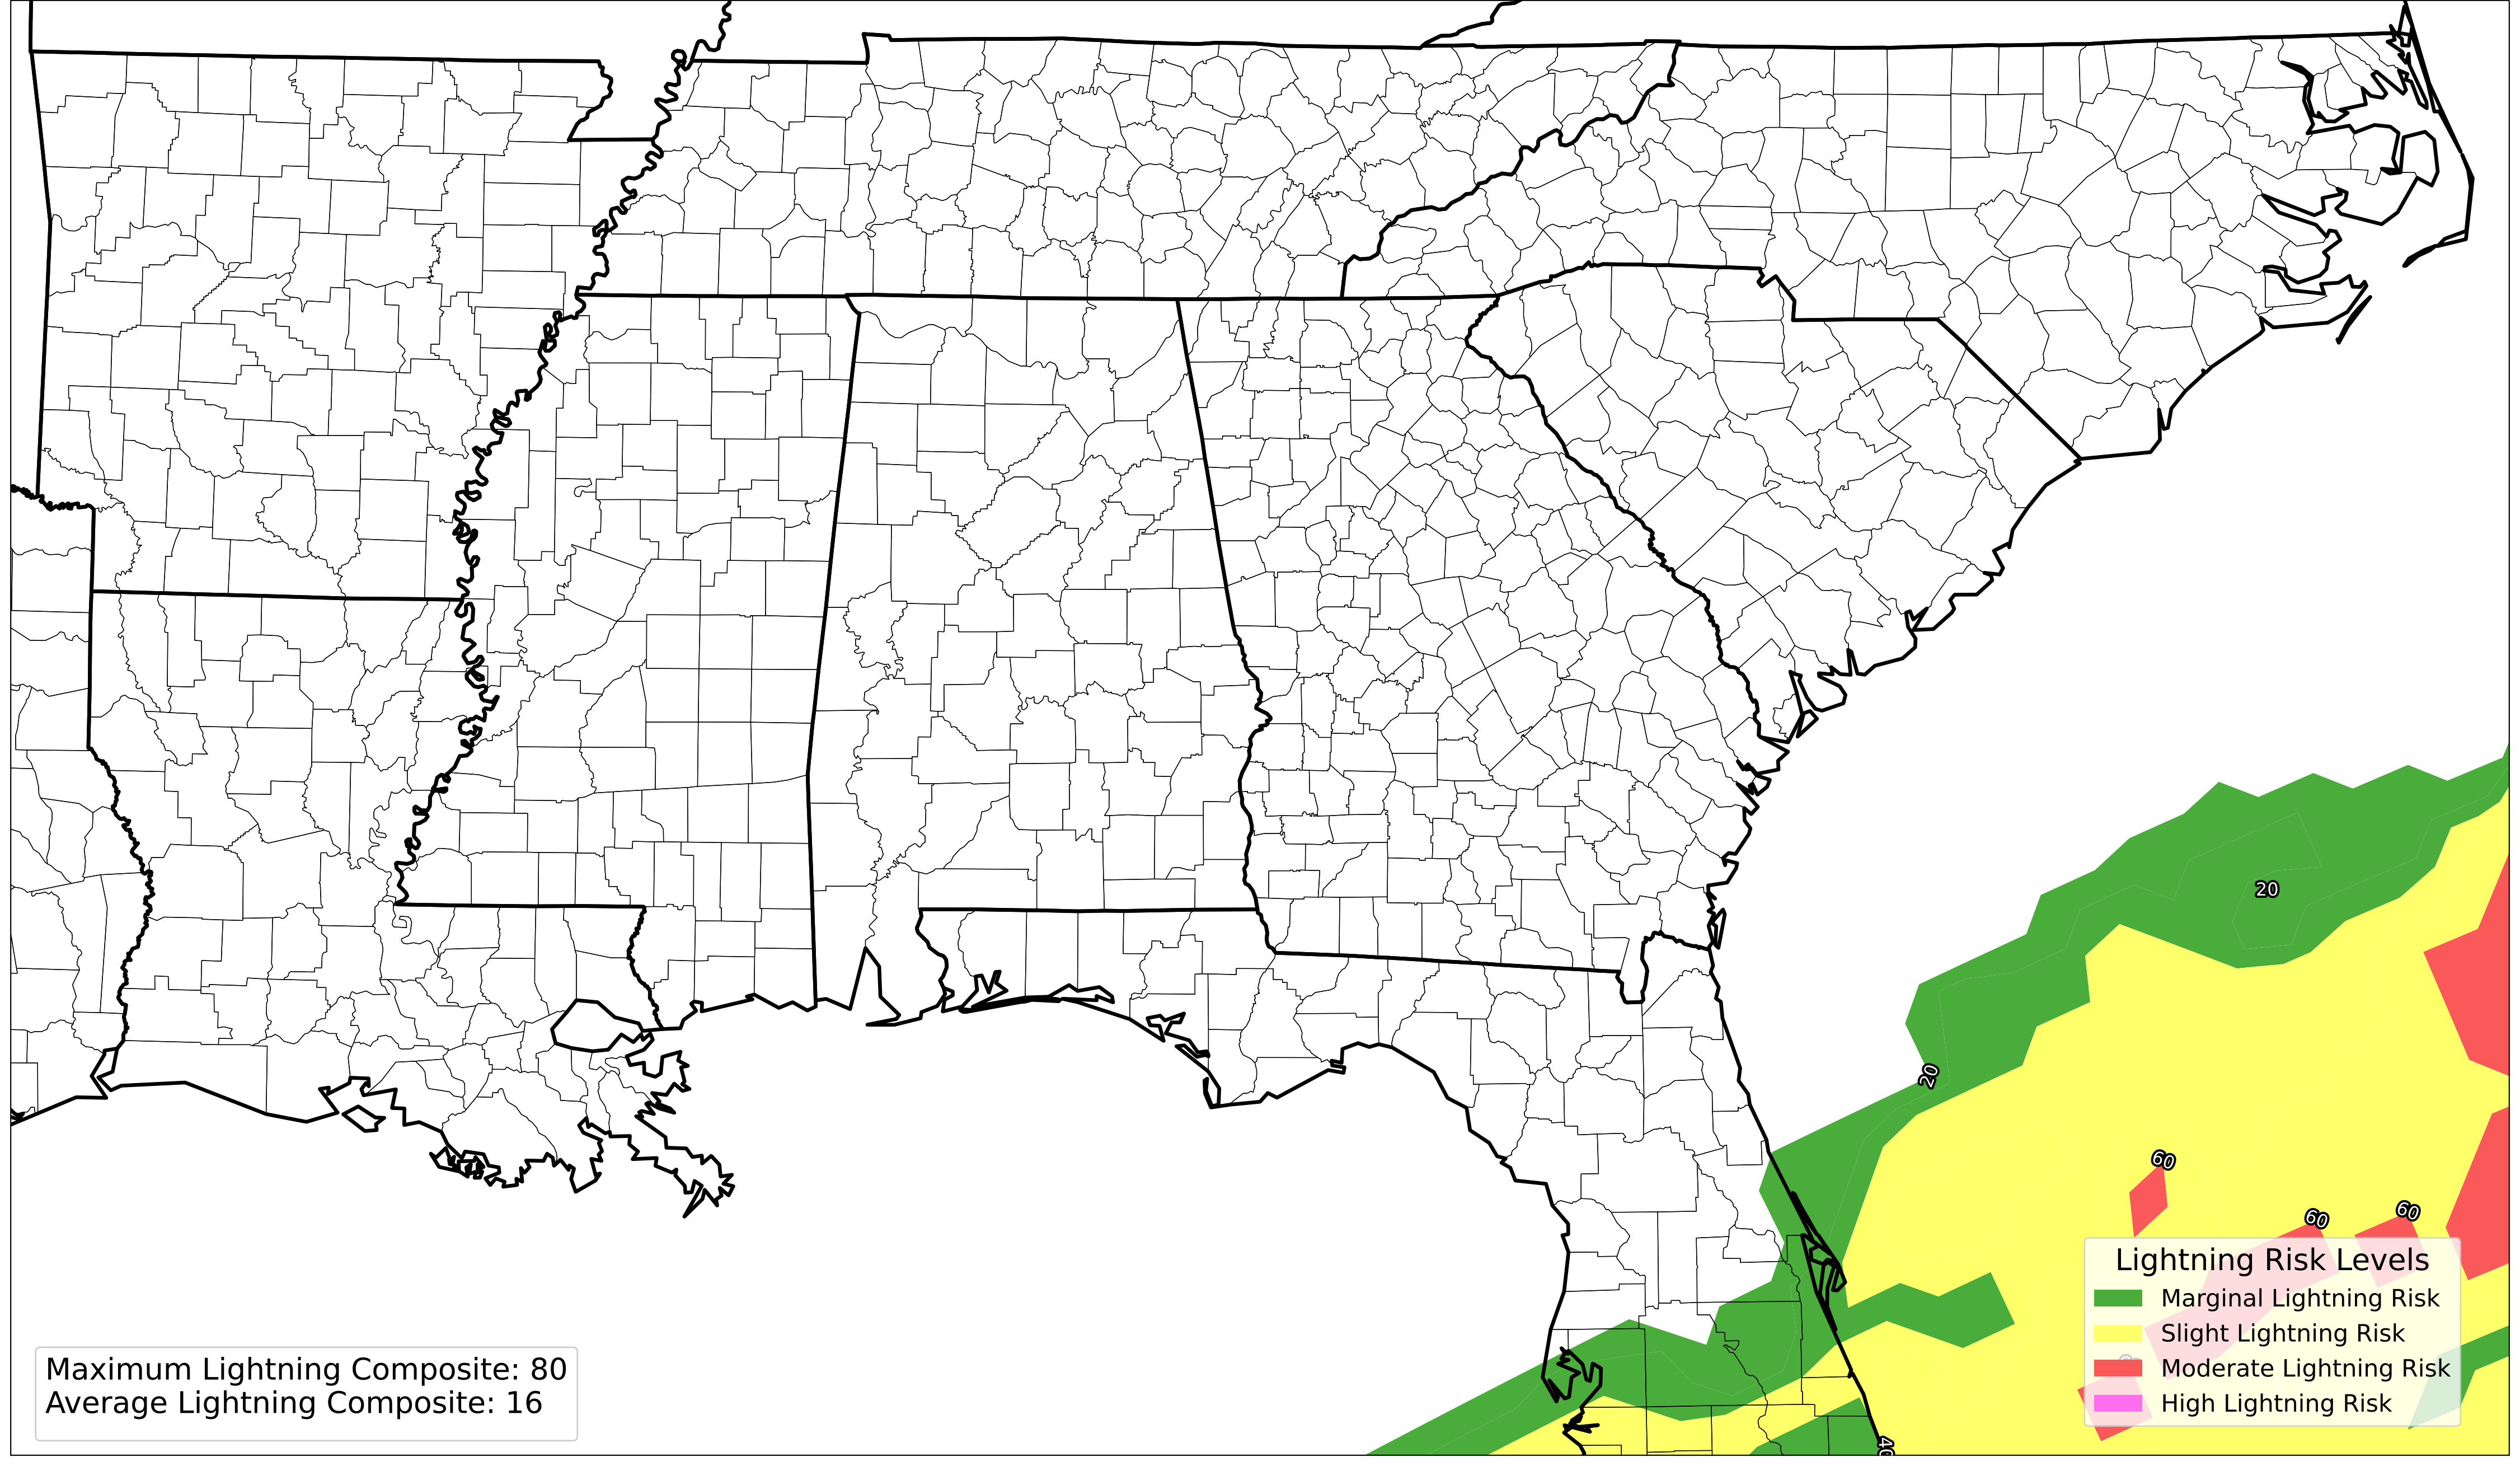 20
20
60
60
60
Lightning Risk Levels
Marginal Lightning Risk
Slight Lightning Risk
Moderate Lightning Risk
High Lightning Risk
Maximum Lightning Composite: 80
Average Lightning Composite: 16